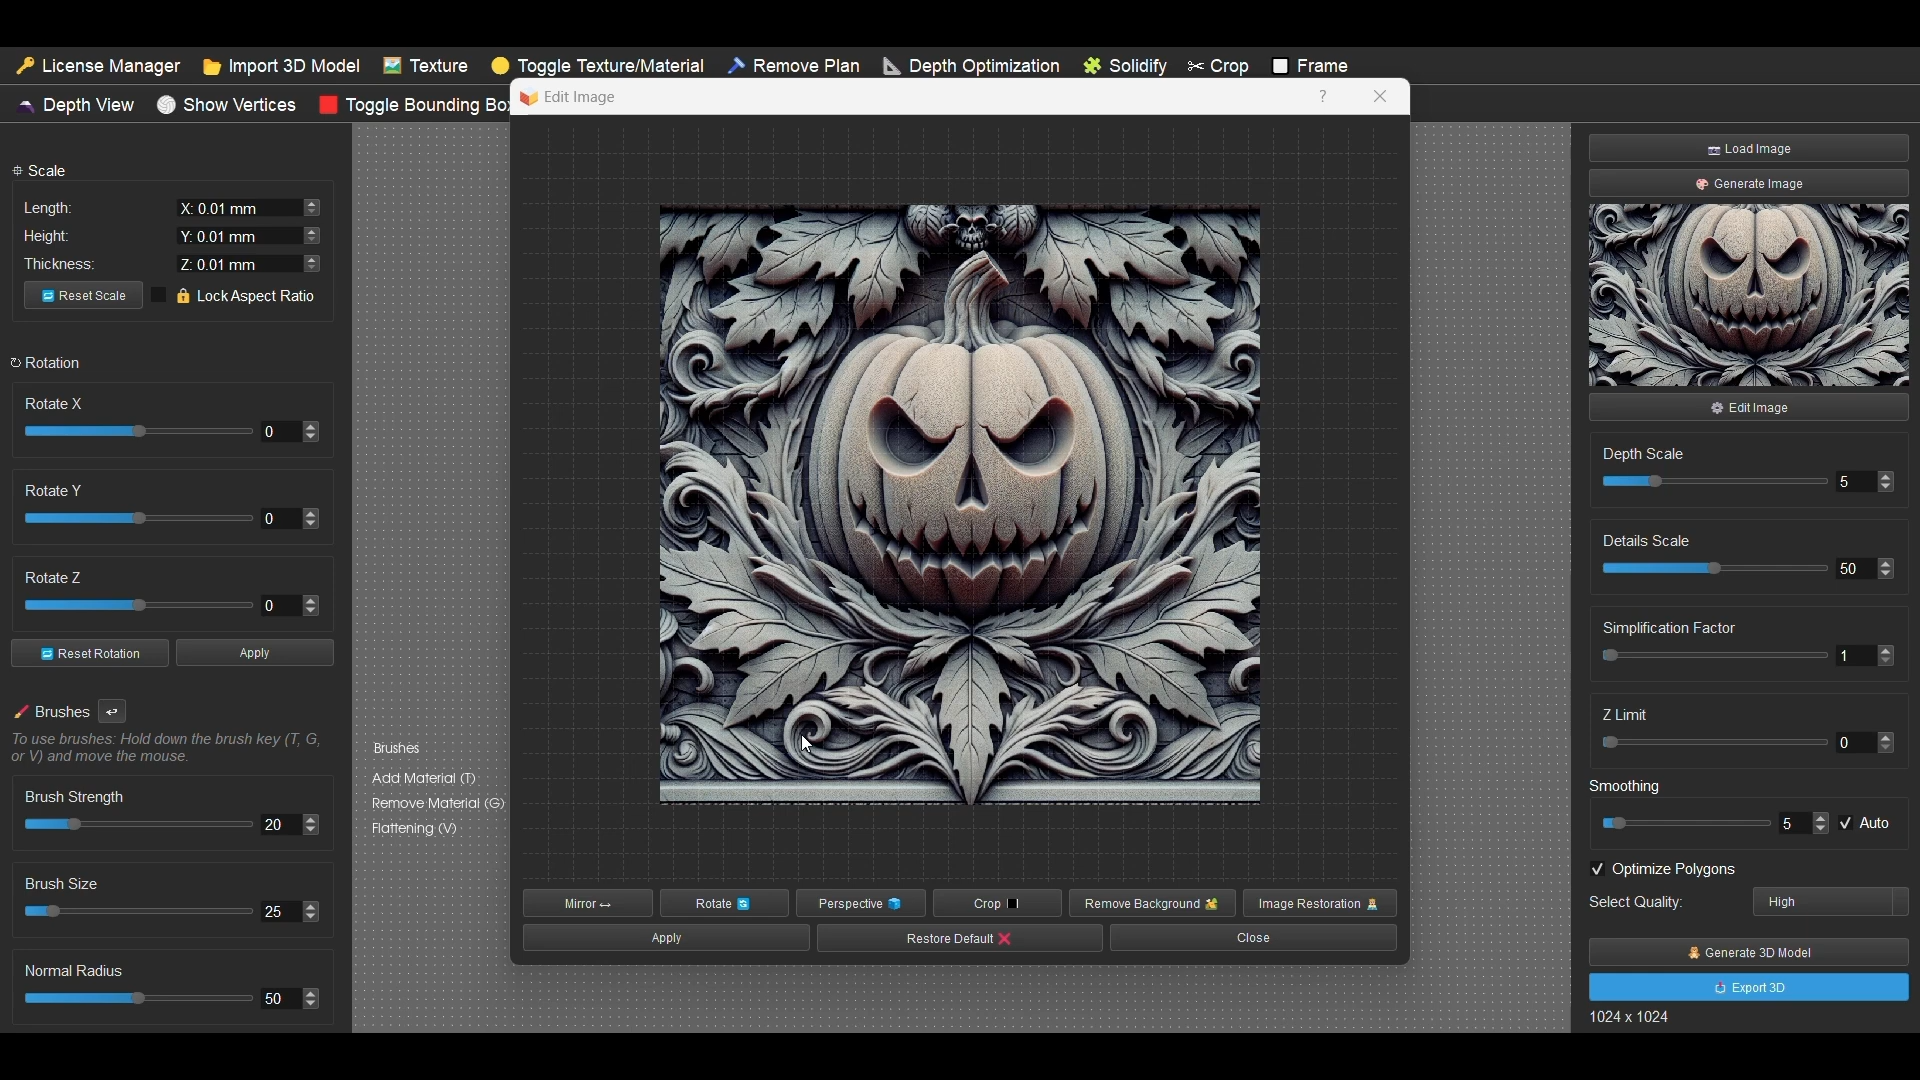 License Manager Import 3D Model Texture Toggle Texture/Material Remove Plan Depth Optimization Solidify Crop Frame
Depth View Show Vertices Toggle Bounding Box
Edit Image ?
Scale
Length: X: 0.01 mm
Height: Y: 0.01 mm
Thickness: Z: 0.01 mm
Reset Scale Lock Aspect Ratio
Rotation
Rotate X
0
Rotate Y
0
Rotate Z
0
Reset Rotation Apply
Brushes
To use brushes: Hold down the brush key (T, G,
or V) and move the mouse.
Brush Strength
20
Brush Size
25
Normal Radius
50
Brushes
Add Material (T)
Remove Material (G)
Flattening (V)
Mirror Rotate Perspective Crop Remove Background Image Restoration
Apply Restore Default Close
Load Image
Generate Image
Edit Image
Depth Scale
5
Details Scale
50
Simplification Factor
1
Z Limit
0
Smoothing
5 Auto
Optimize Polygons
Select Quality: High
Generate 3D Model
Export 3D
1024 x 1024